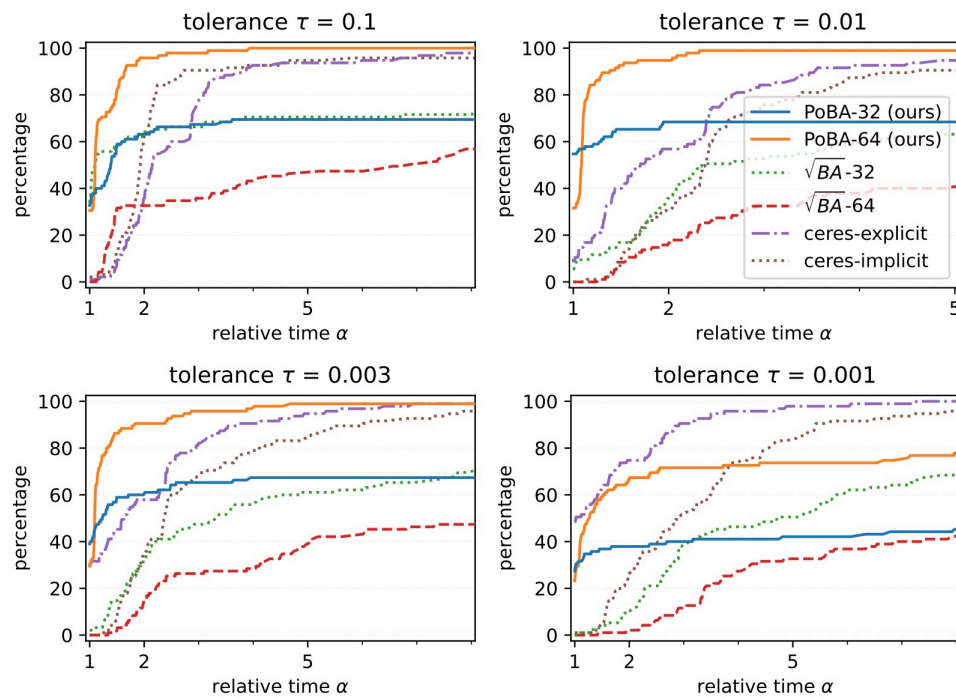 tolerance τ = 0.1
100
80
60
40
20
0
percentage
1
2
5
relative time α
tolerance τ = 0.01
100
80
60
40
20
0
percentage
PoBA-32 (ours)
PoBA-64 (ours)
√BA-32
√BA-64
ceres-explicit
ceres-implicit
1
2
5
relative time α
tolerance τ = 0.003
100
80
60
40
20
0
percentage
1
2
5
relative time α
tolerance τ = 0.001
100
80
60
40
20
0
percentage
1
2
5
relative time α